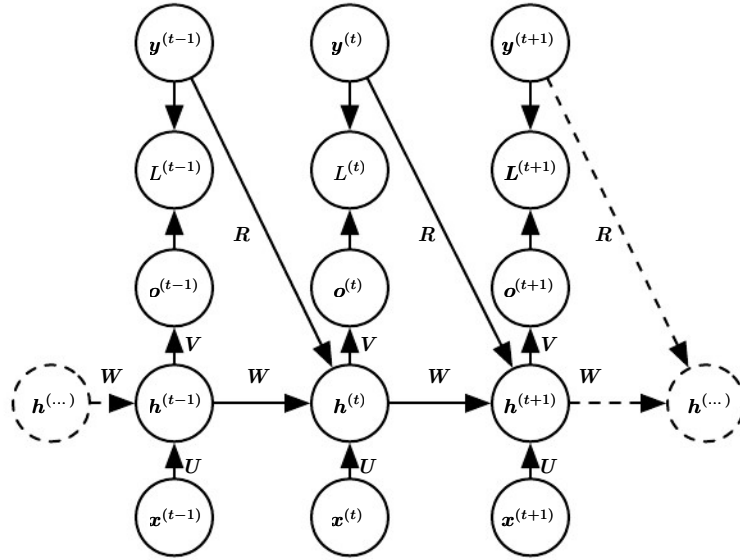 y^(t−1) y^(t) y^(t+1)
L^(t−1) L^(t) L^(t+1)
R R R
o^(t−1) o^(t) o^(t+1)
V V V
W W W W
h^(...) h^(t−1) h^(t) h^(t+1) h^(...)
U U U
x^(t−1) x^(t) x^(t+1)